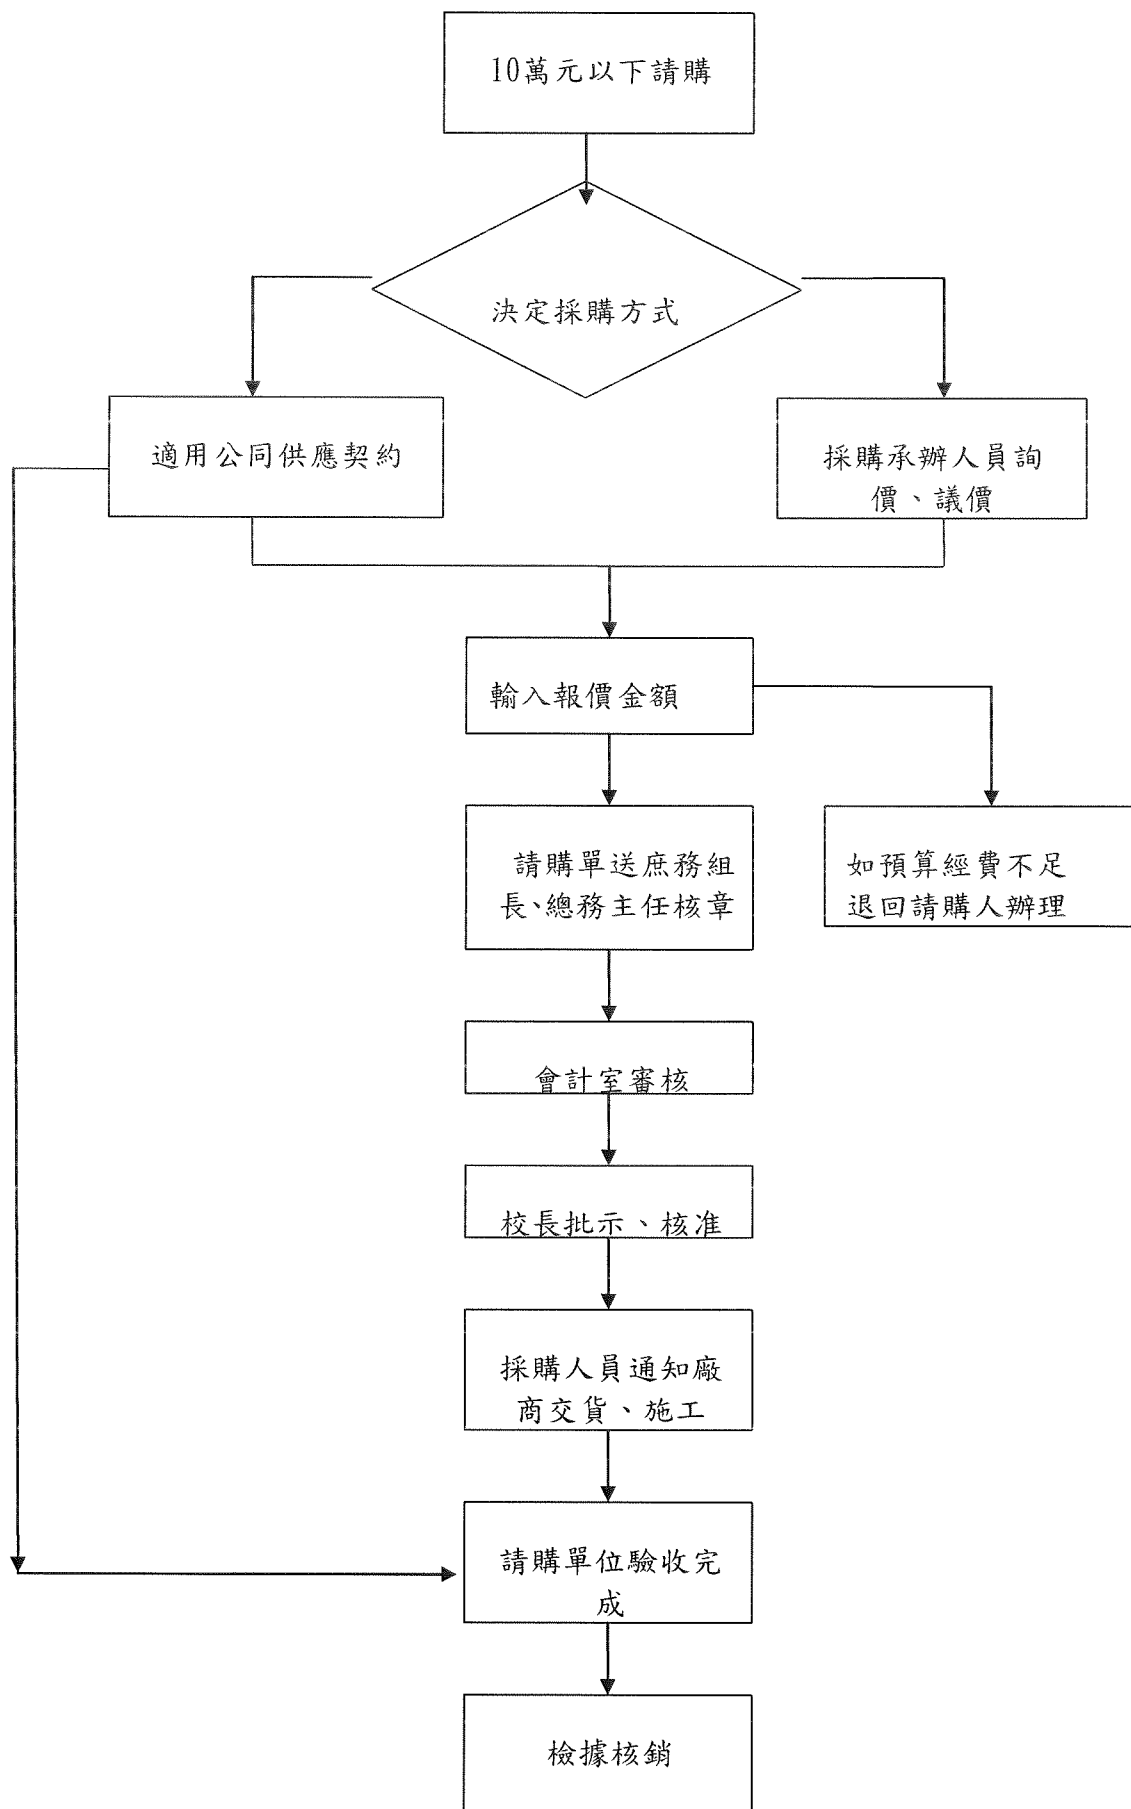 10萬元以下請購
決定採購方式
適用公同供應契約
採購承辦人員詢
價、議價
輸入報價金額
請購單送庶務組
長、總務主任核章
如預算經費不足
退回請購人辦理
會計室審核
校長批示、核准
採購人員通知廠
商交貨、施工
請購單位驗收完
成
檢據核銷